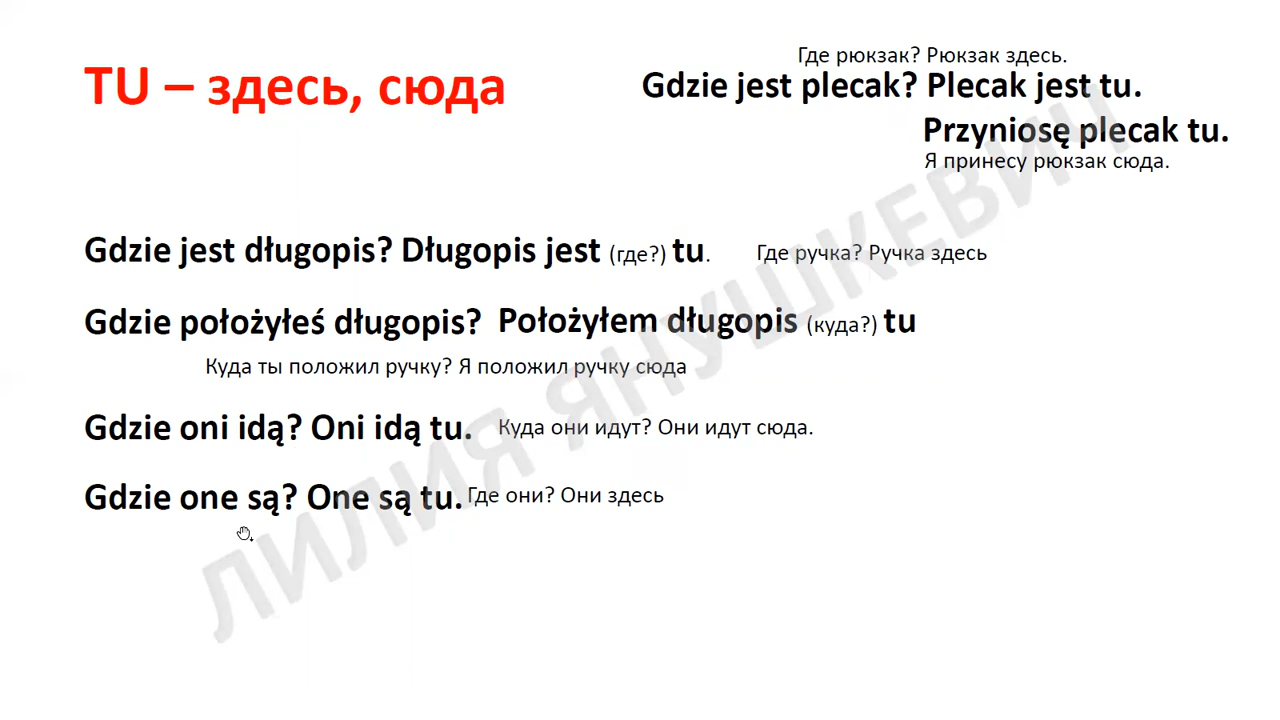 TU – здесь, сюда
Где рюкзак? Рюкзак здесь.
Gdzie jest plecak? Plecak jest tu.
Przyniosę plecak tu.
Я принесу рюкзак сюда.
Gdzie jest długopis? Długopis jest (где?) tu. Где ручка? Ручка здесь
Gdzie położyłeś długopis? Położyłem długopis (куда?) tu
Куда ты положил ручку? Я положил ручку сюда
Gdzie oni idą? Oni idą tu. Куда они идут? Они идут сюда.
Gdzie one są? One są tu. Где они? Они здесь
ЛИЛИЯ ЯНУШКЕВИЧ